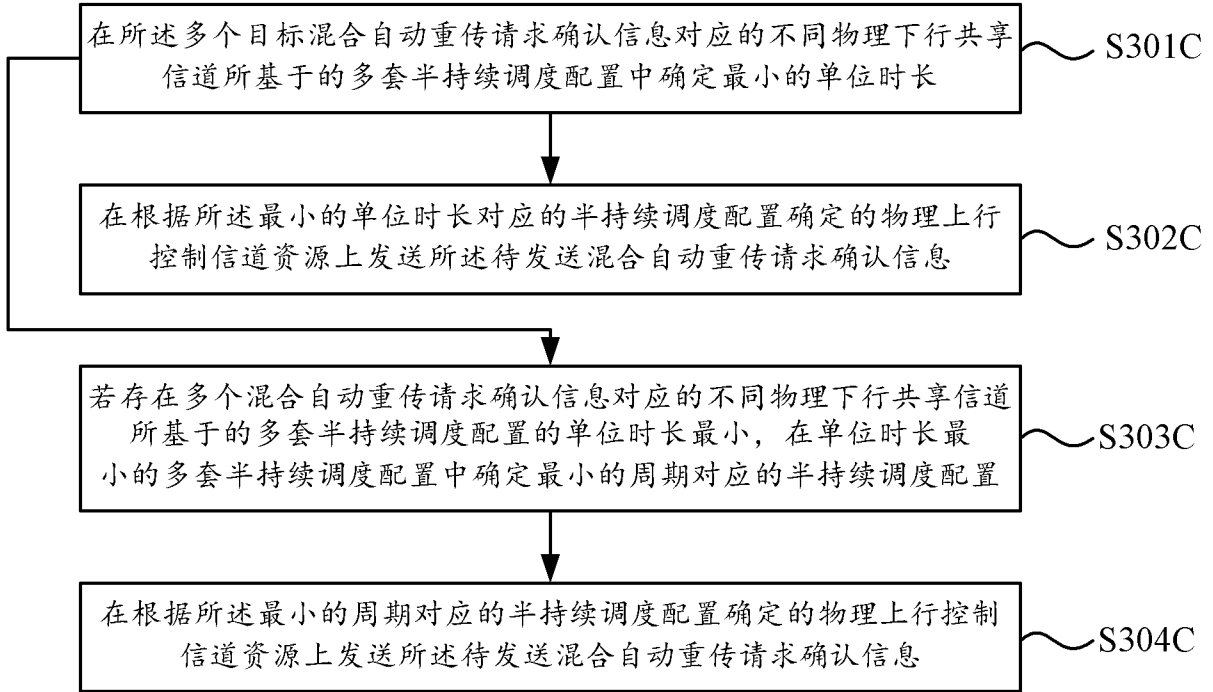 在所述多个目标混合自动重传请求确认信息对应的不同物理下行共享
信道所基于的多套半持续调度配置中确定最小的单位时长
S301C
在根据所述最小的单位时长对应的半持续调度配置确定的物理上行
控制信道资源上发送所述待发送混合自动重传请求确认信息
S302C
若存在多个混合自动重传请求确认信息对应的不同物理下行共享信道
所基于的多套半持续调度配置的单位时长最小，在单位时长最
小的多套半持续调度配置中确定最小的周期对应的半持续调度配置
S303C
在根据所述最小的周期对应的半持续调度配置确定的物理上行控制
信道资源上发送所述待发送混合自动重传请求确认信息
S304C